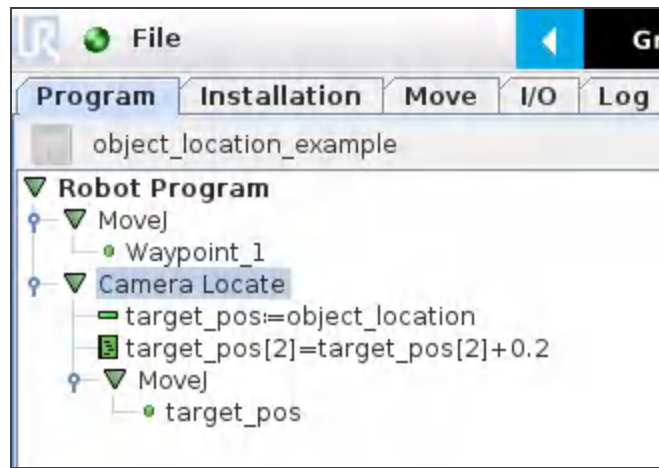 UR File Gr
Program Installation Move I/O Log
object_location_example
Robot Program
MoveJ
Waypoint_1
Camera Locate
target_pos:=object_location
target_pos[2]=target_pos[2]+0.2
MoveJ
target_pos